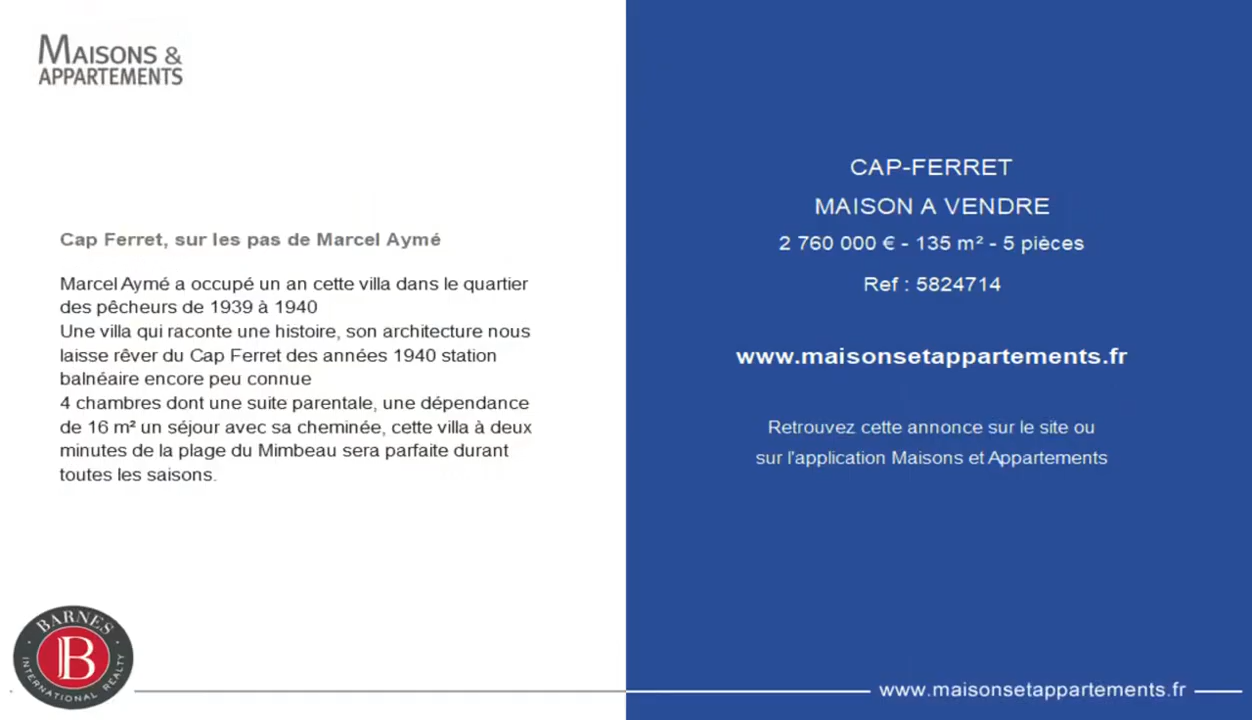 MAISONS &
APPARTEMENTS
Cap Ferret, sur les pas de Marcel Aymé
Marcel Aymé a occupé un an cette villa dans le quartier
des pêcheurs de 1939 à 1940
Une villa qui raconte une histoire, son architecture nous
laisse rêver du Cap Ferret des années 1940 station
balnéaire encore peu connue
4 chambres dont une suite parentale, une dépendance
de 16 m² un séjour avec sa cheminée, cette villa à deux
minutes de la plage du Mimbeau sera parfaite durant
toutes les saisons.
BARNES
B
INTERNATIONAL REALTY
CAP-FERRET
MAISON A VENDRE
2 760 000 € - 135 m² - 5 pièces
Ref : 5824714
www.maisonsetappartements.fr
Retrouvez cette annonce sur le site ou
sur l'application Maisons et Appartements
www.maisonsetappartements.fr